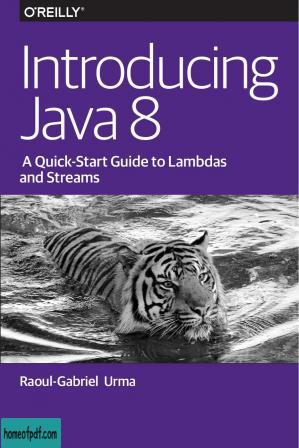 O'REILLY®
Introducing
Java 8
A Quick-Start Guide to Lambdas
and Streams
Raoul-Gabriel Urma
homeofpdf.com